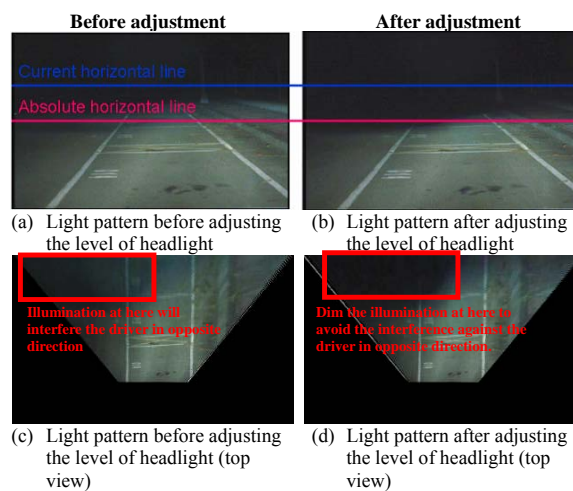 Before adjustment
After adjustment
Current horizontal line
Absolute horizontal line
(a) Light pattern before adjusting
the level of headlight
(b) Light pattern after adjusting
the level of headlight
Illumination at here will
interfere the driver in opposite
direction
Dim the illumination at here to
avoid the interference against the
driver in opposite direction.
(c) Light pattern before adjusting
the level of headlight (top
view)
(d) Light pattern after adjusting
the level of headlight (top
view)